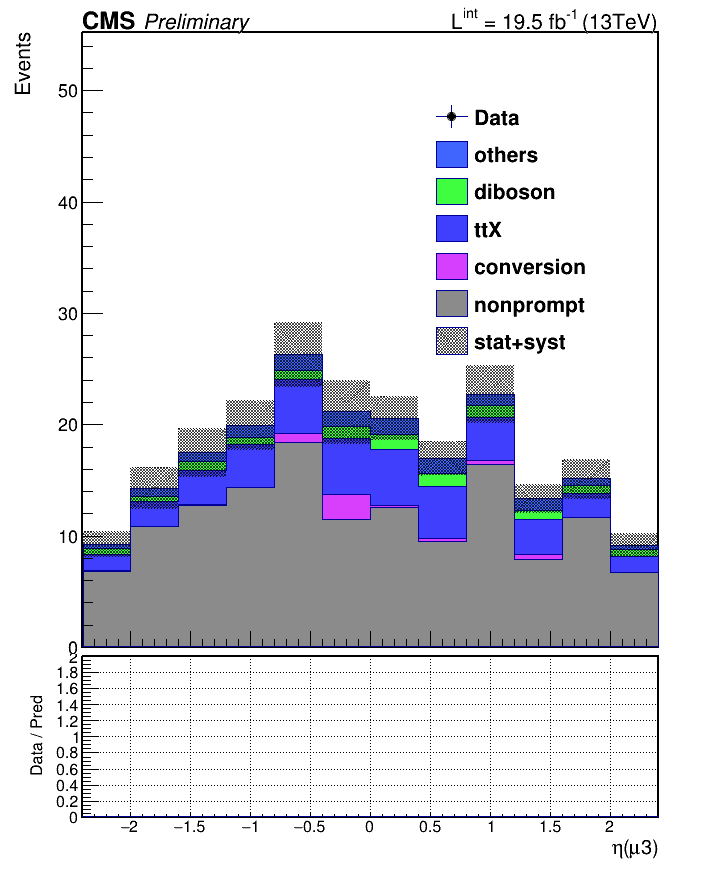 CMS Preliminary L^int = 19.5 fb^-1 (13TeV)
Events
50
40
30
20
10
0
Data
others
diboson
ttX
conversion
nonprompt
stat+syst
Data / Pred
2
1.8
1.6
1.4
1.2
1
0.8
0.6
0.4
0.2
0
−2 −1.5 −1 −0.5 0 0.5 1 1.5 2
η(μ3)